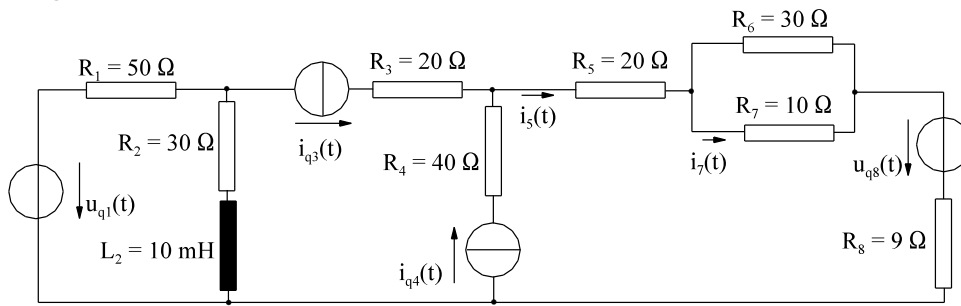 R₆ = 30 Ω
R₁ = 50 Ω
R₃ = 20 Ω
R₅ = 20 Ω
R₇ = 10 Ω
i₅(t)
R₂ = 30 Ω
i_q3(t)
R₄ = 40 Ω
i₇(t)
u_q8(t)
u_q1(t)
L₂ = 10 mH
i_q4(t)
R₈ = 9 Ω